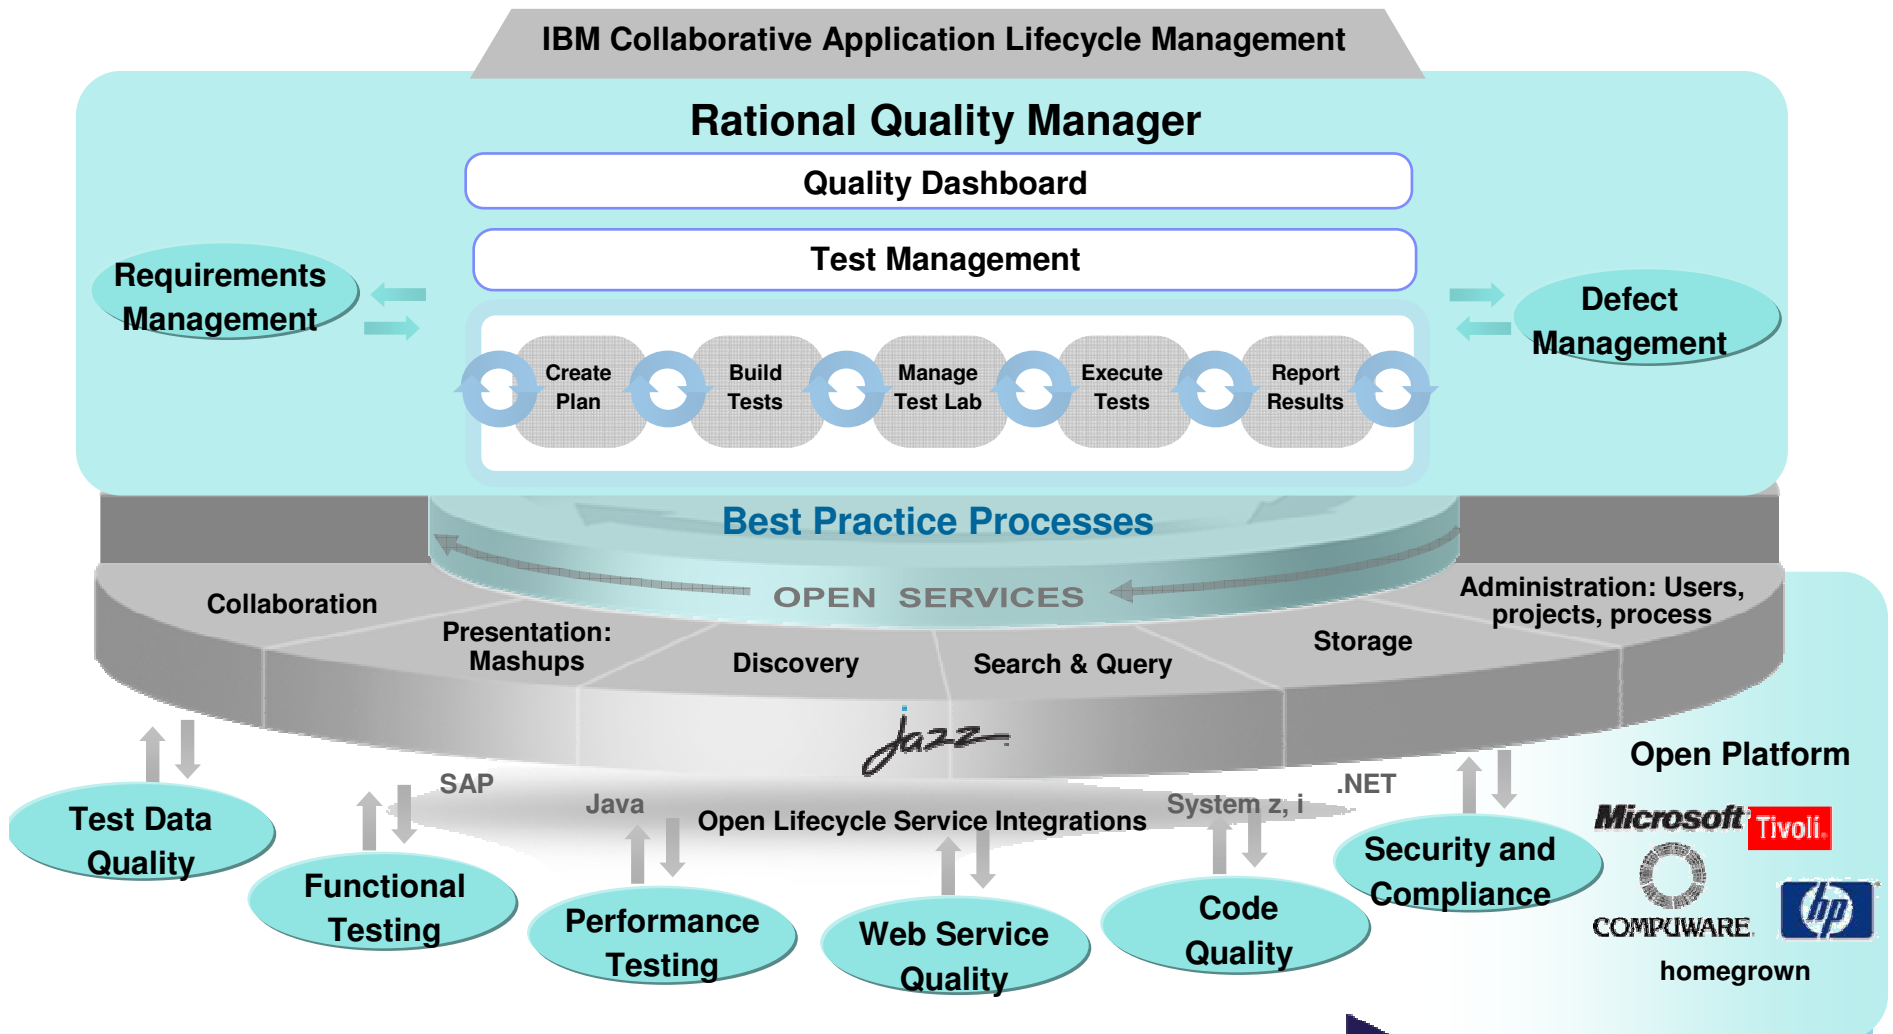 IBM Collaborative Application Lifecycle Management
Rational Quality Manager
Quality Dashboard
Test Management
Requirements
Management
Defect
Management
Create
Plan
Build
Tests
Manage
Test Lab
Execute
Tests
Report
Results
Best Practice Processes
OPEN SERVICES
Collaboration
Presentation:
Mashups
Discovery
Search & Query
Storage
Administration: Users,
projects, process
jazz
SAP
Java
Open Lifecycle Service Integrations
System z, i
.NET
Test Data
Quality
Functional
Testing
Performance
Testing
Web Service
Quality
Code
Quality
Security and
Compliance
Open Platform
Microsoft
Tivoli.
COMPUWARE.
hp
homegrown